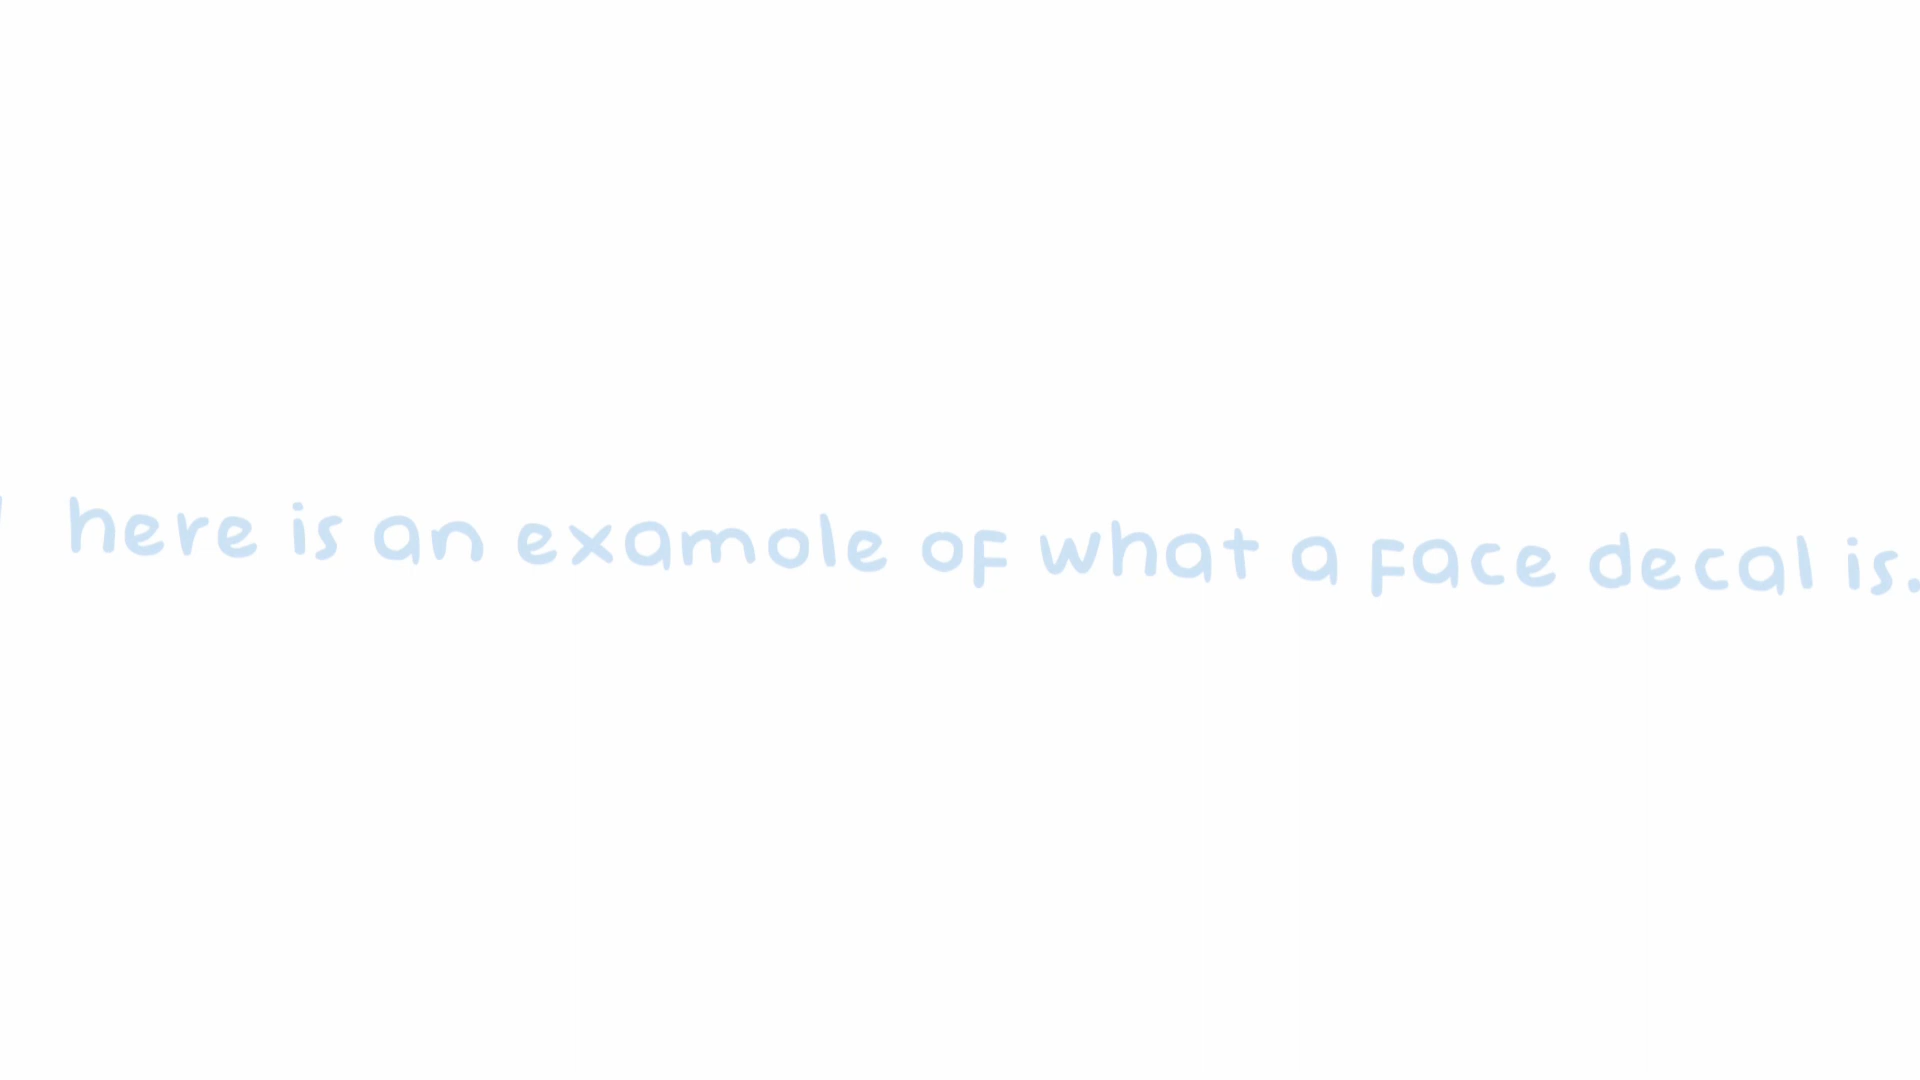 here is an examole of what a face decal is.